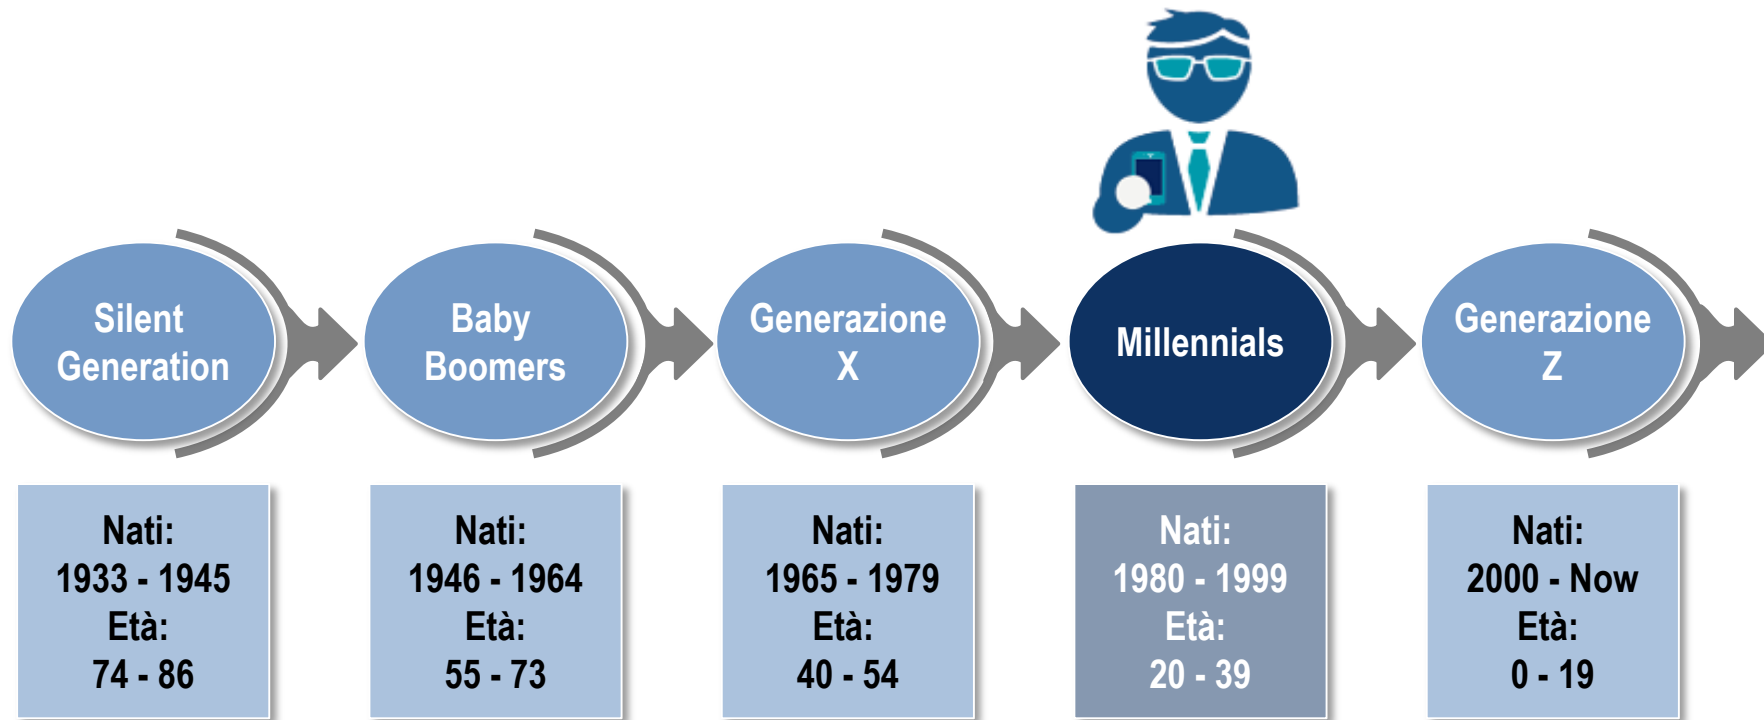 Silent
Generation
Baby
Boomers
Generazione
X
Millennials
Generazione
Z
Nati:
1933 - 1945
Età:
74 - 86
Nati:
1946 - 1964
Età:
55 - 73
Nati:
1965 - 1979
Età:
40 - 54
Nati:
1980 - 1999
Età:
20 - 39
Nati:
2000 - Now
Età:
0 - 19